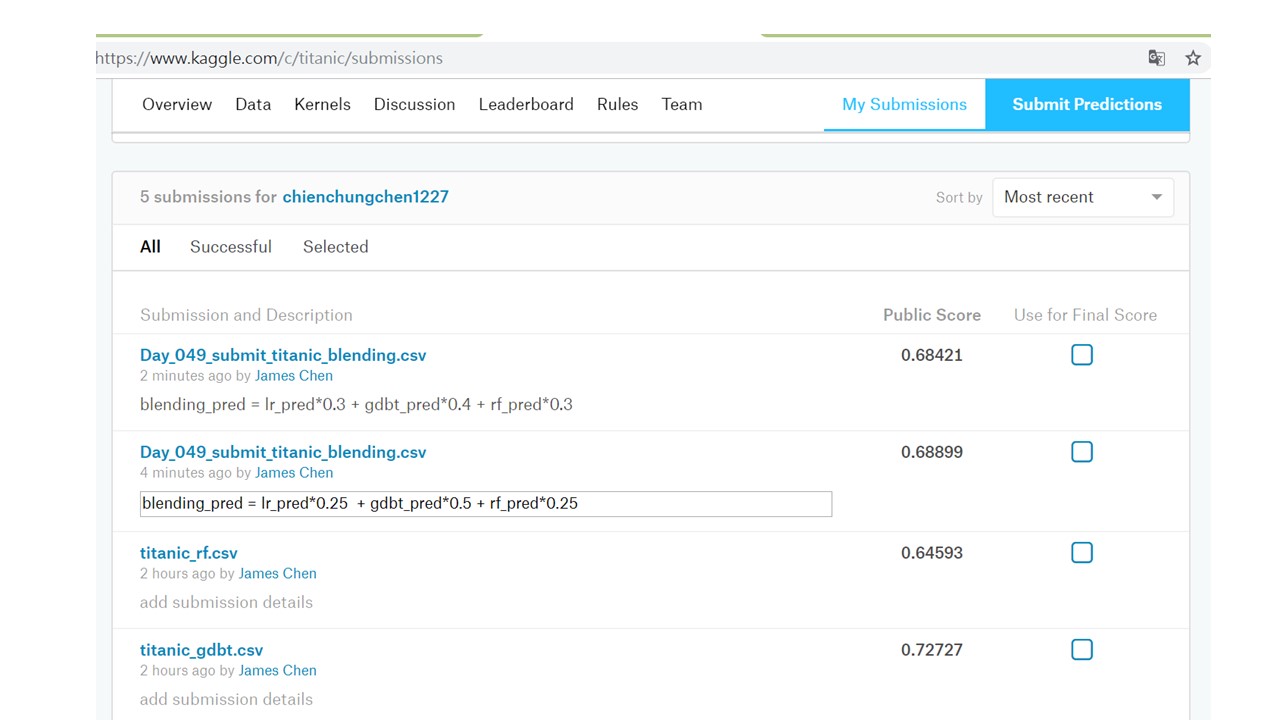 https://www.kaggle.com/c/titanic/submissions
Overview Data Kernels Discussion Leaderboard Rules Team My Submissions Submit Predictions
5 submissions for chienchungchen1227 Sort by Most recent
All Successful Selected
Submission and Description Public Score Use for Final Score
Day_049_submit_titanic_blending.csv 0.68421
2 minutes ago by James Chen
blending_pred = lr_pred*0.3 + gdbt_pred*0.4 + rf_pred*0.3
Day_049_submit_titanic_blending.csv 0.68899
4 minutes ago by James Chen
blending_pred = lr_pred*0.25  + gdbt_pred*0.5 + rf_pred*0.25
titanic_rf.csv 0.64593
2 hours ago by James Chen
add submission details
titanic_gdbt.csv 0.72727
2 hours ago by James Chen
add submission details